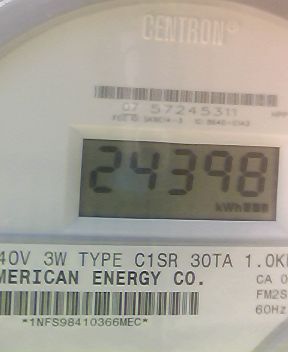 CENTRON®
07 57245311
24398
kWh
40V 3W TYPE C1SR 30TA 1.0K
MERICAN ENERGY CO.
CA 0
FM2S
60Hz
*1NFS98410366MEC*